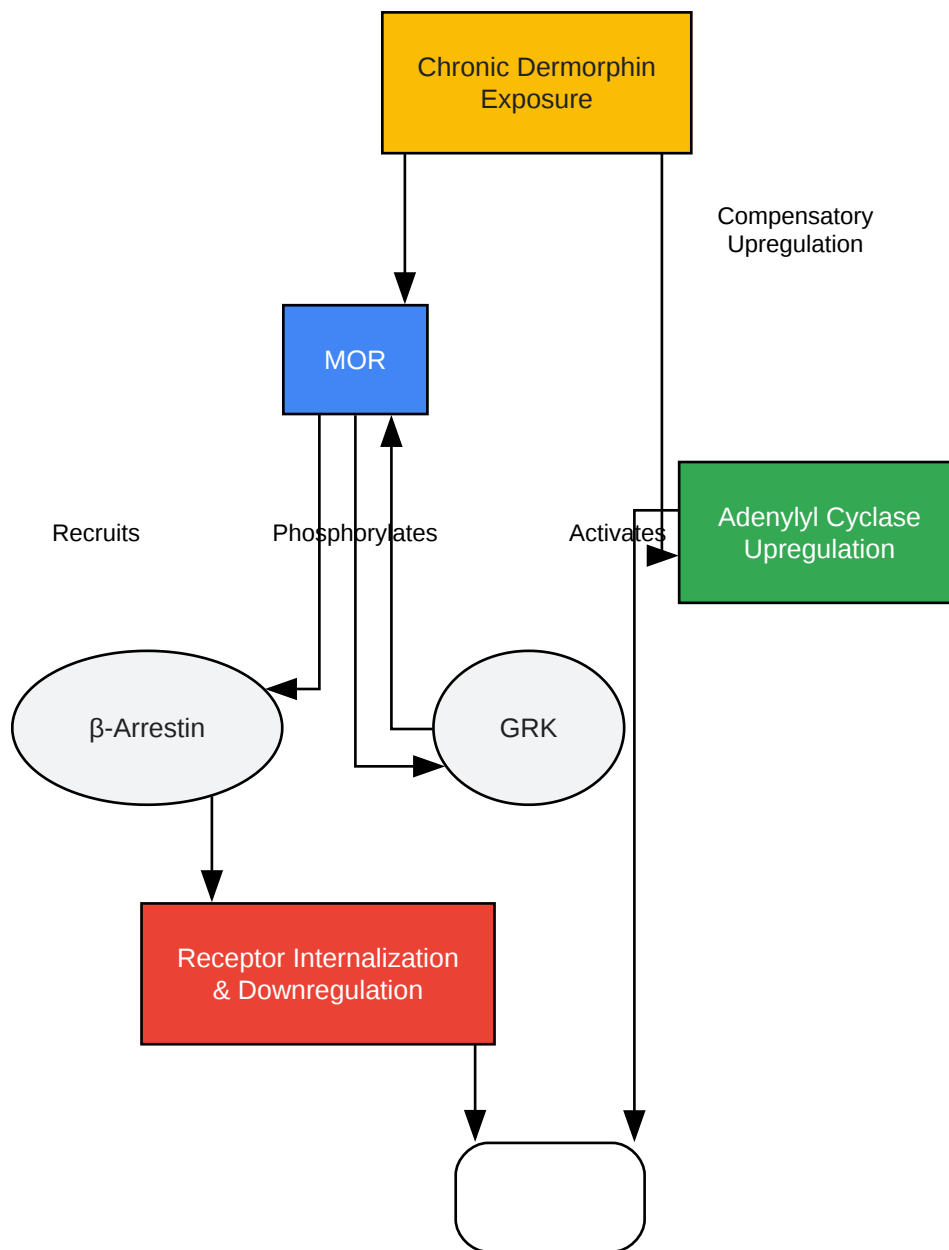 Chronic Dermorphin
Exposure
Compensatory
Upregulation
MOR
Recruits
Phosphorylates
Activates
Adenylyl Cyclase
Upregulation
β-Arrestin
GRK
Receptor Internalization
& Downregulation